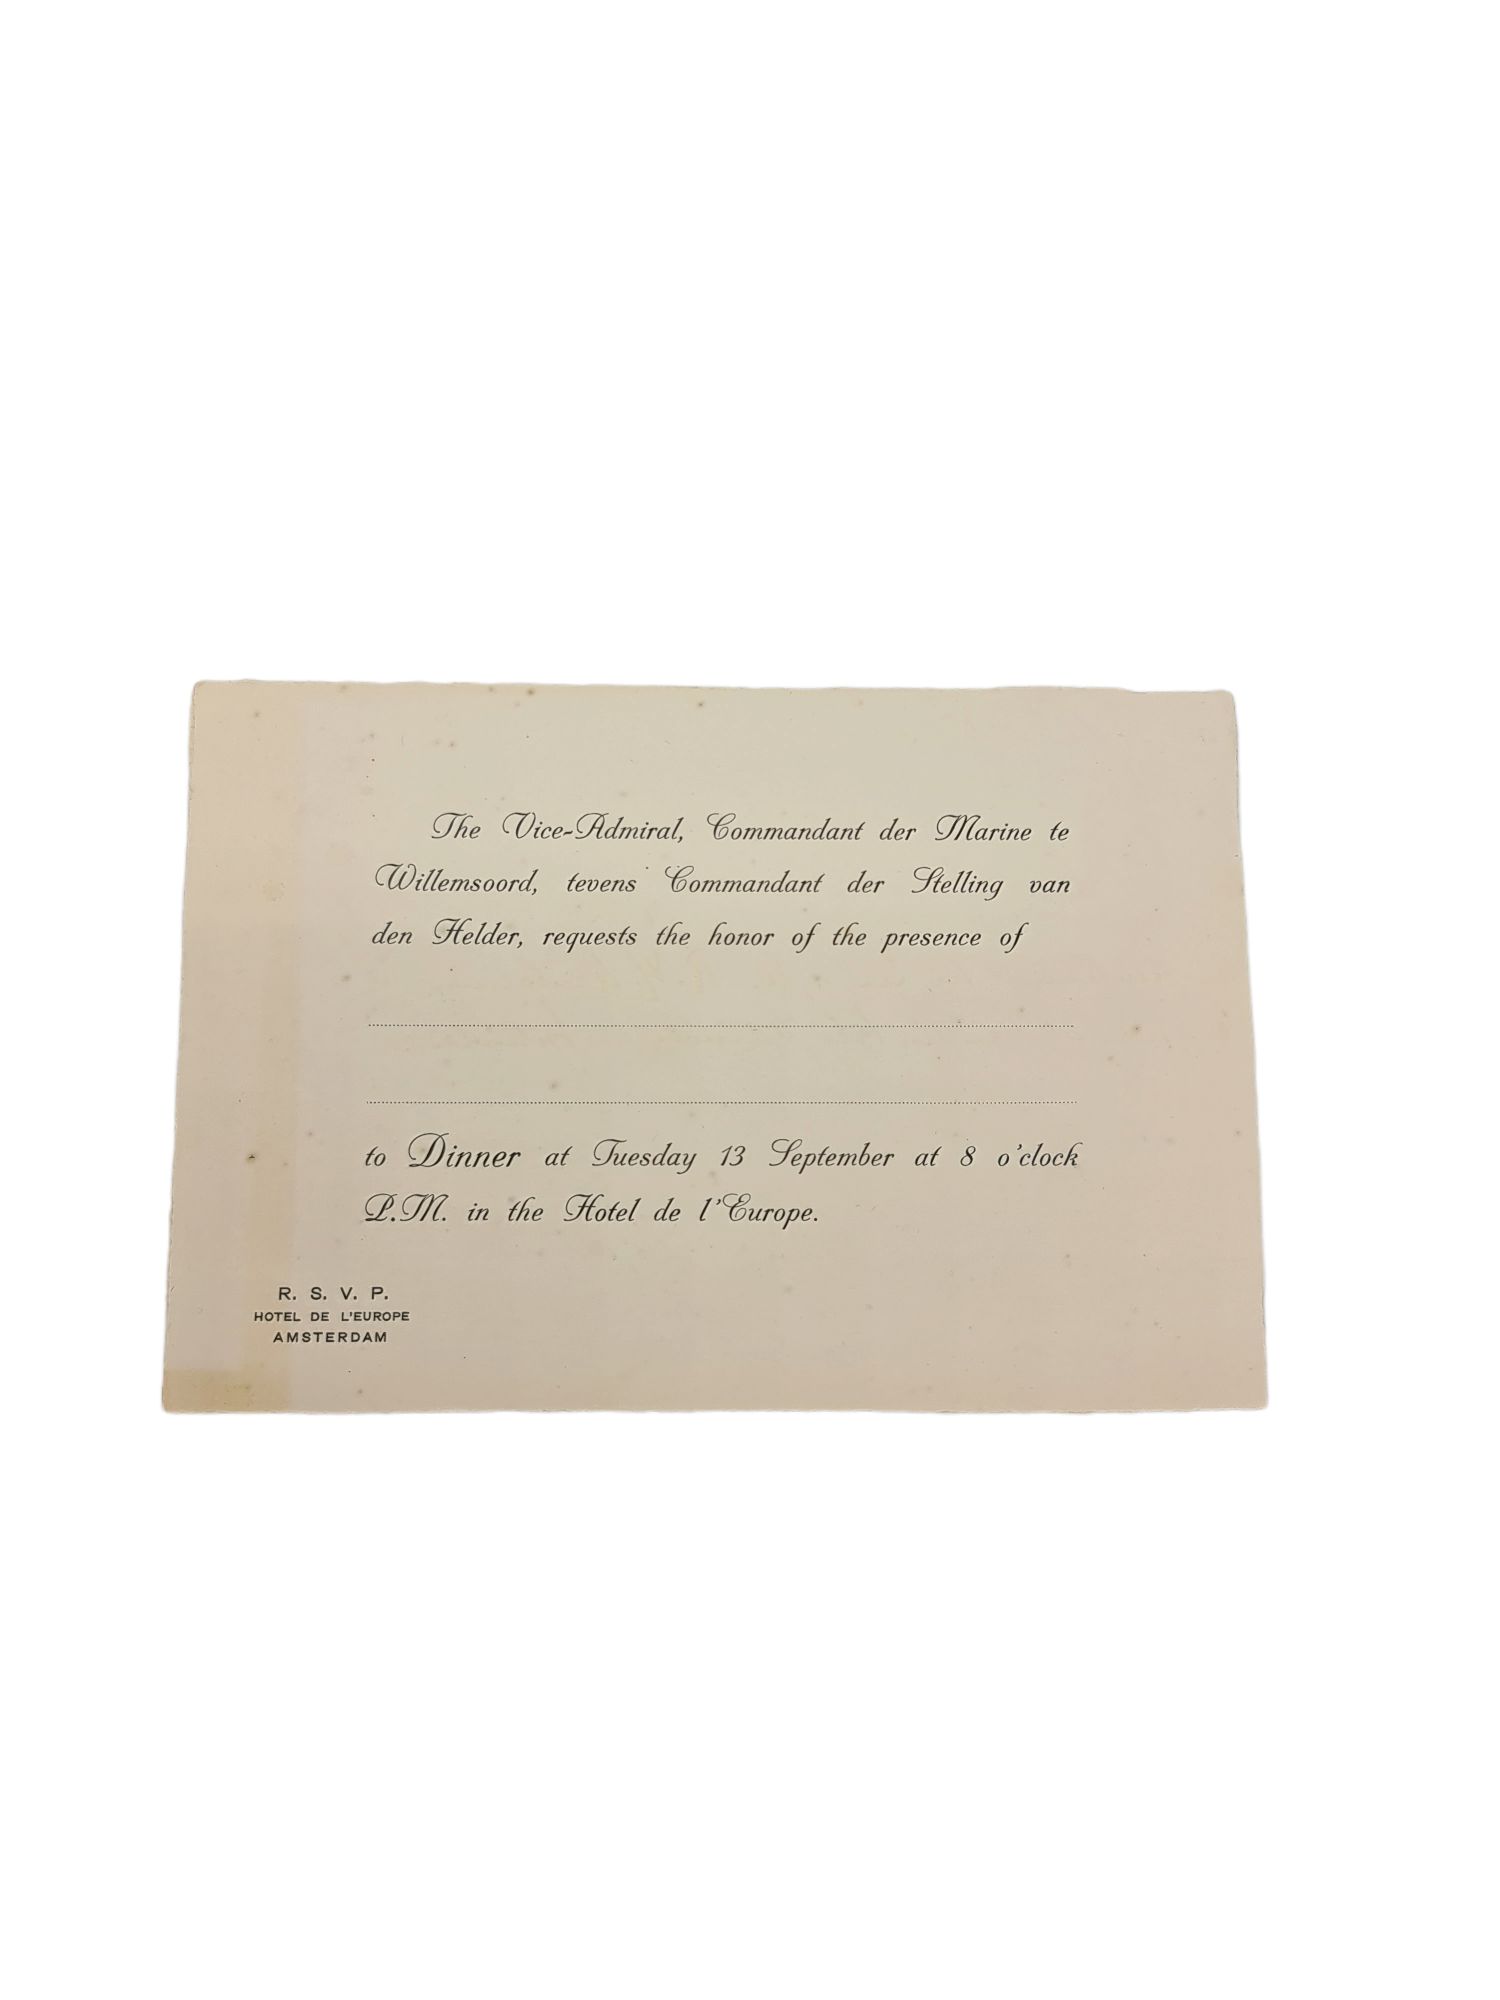 The Vice-Admiral, Commandant der Marine te
Willemsoord, tevens Commandant der Stelling van
den Helder, requests the honor of the presence of
to Dinner at Tuesday 13 September at 8 o'clock
P.M. in the Hotel de l'Europe.
R. S. V. P.
HOTEL DE L'EUROPE
AMSTERDAM